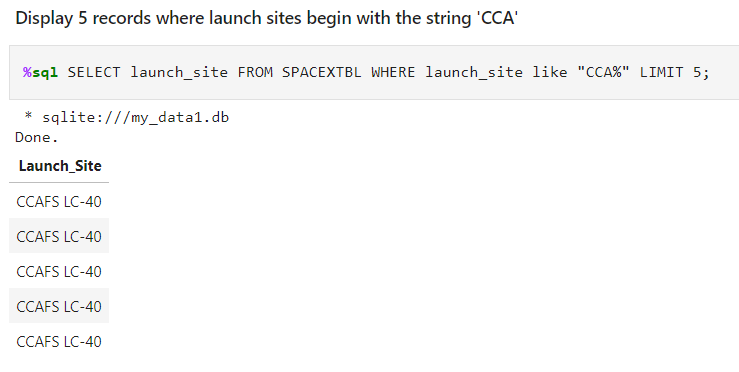 Display 5 records where launch sites begin with the string 'CCA'
%sql SELECT launch_site FROM SPACEXTBL WHERE launch_site like "CCA%" LIMIT 5;
* sqlite:///my_data1.db
Done.
Launch_Site
CCAFS LC-40
CCAFS LC-40
CCAFS LC-40
CCAFS LC-40
CCAFS LC-40